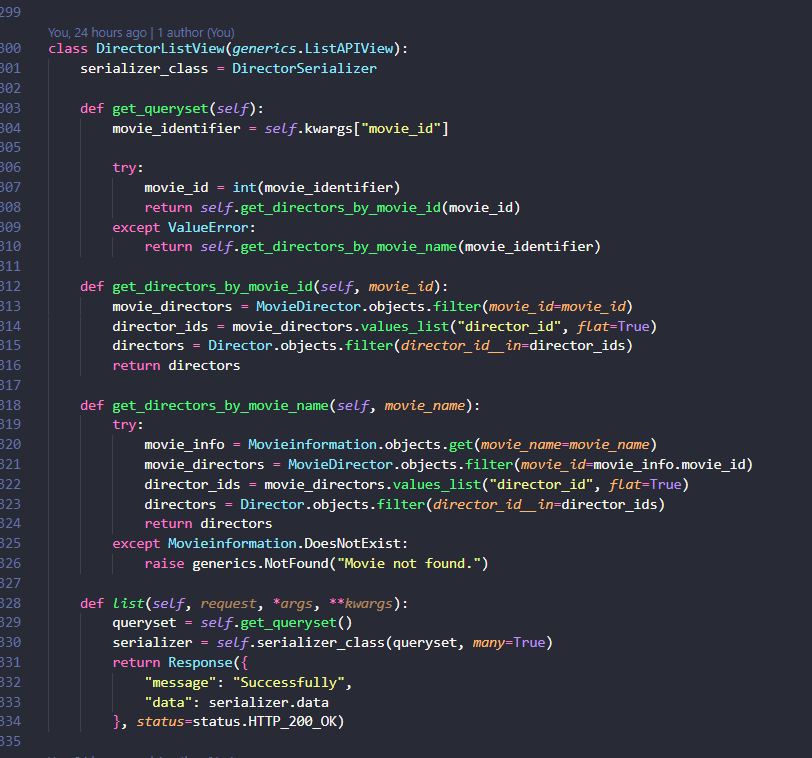 299
You, 24 hours ago | 1 author (You)
300 class DirectorListView(generics.ListAPIView):
301     serializer_class = DirectorSerializer
302
303     def get_queryset(self):
304         movie_identifier = self.kwargs["movie_id"]
305
306         try:
307             movie_id = int(movie_identifier)
308             return self.get_directors_by_movie_id(movie_id)
309         except ValueError:
310             return self.get_directors_by_movie_name(movie_identifier)
311
312     def get_directors_by_movie_id(self, movie_id):
313         movie_directors = MovieDirector.objects.filter(movie_id=movie_id)
314         director_ids = movie_directors.values_list("director_id", flat=True)
315         directors = Director.objects.filter(director_id__in=director_ids)
316         return directors
317
318     def get_directors_by_movie_name(self, movie_name):
319         try:
320             movie_info = Movieinformation.objects.get(movie_name=movie_name)
321             movie_directors = MovieDirector.objects.filter(movie_id=movie_info.movie_id)
322             director_ids = movie_directors.values_list("director_id", flat=True)
323             directors = Director.objects.filter(director_id__in=director_ids)
324             return directors
325         except Movieinformation.DoesNotExist:
326             raise generics.NotFound("Movie not found.")
327
328     def list(self, request, *args, **kwargs):
329         queryset = self.get_queryset()
330         serializer = self.serializer_class(queryset, many=True)
331         return Response({
332             "message": "Successfully",
333             "data": serializer.data
334         }, status=status.HTTP_200_OK)
335